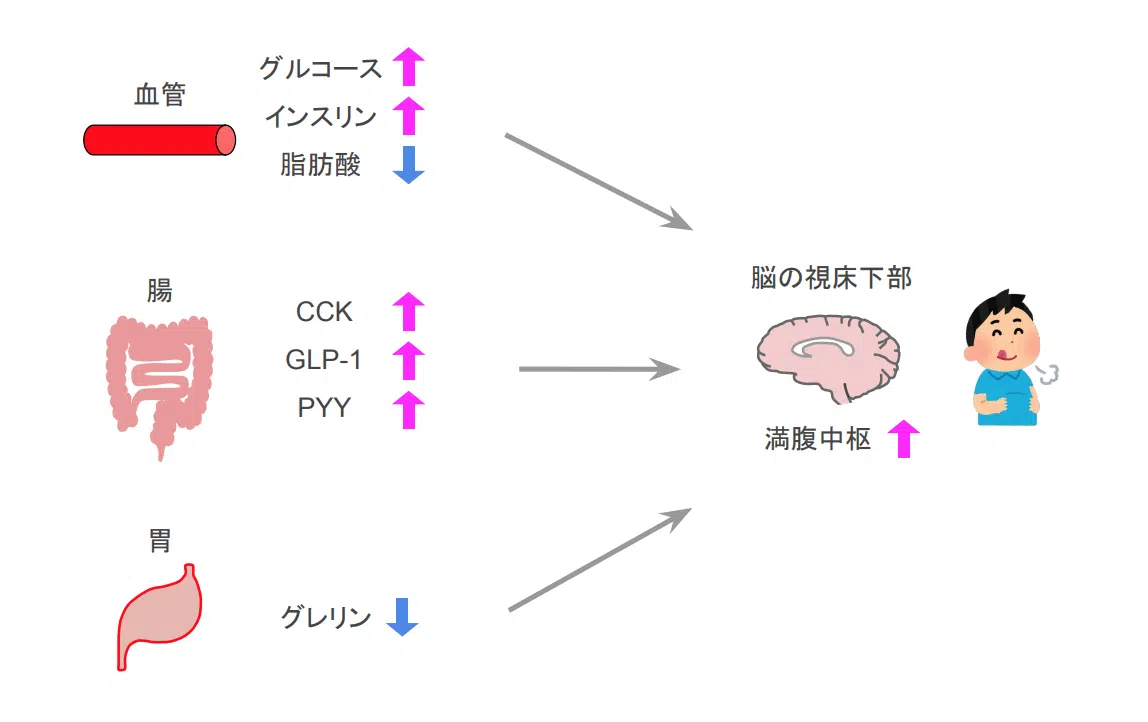 血管
グルコース
インスリン
脂肪酸
腸
CCK
GLP-1
PYY
胃
グレリン
脳の視床下部
満腹中枢